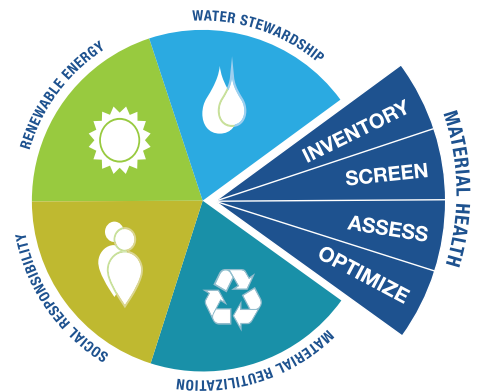 WATER STEWARDSHIP
RENEWABLE ENERGY
INVENTORY
SCREEN
ASSESS
OPTIMIZE
MATERIAL HEALTH
SOCIAL RESPONSIBILITY
MATERIAL REUTILIZATION